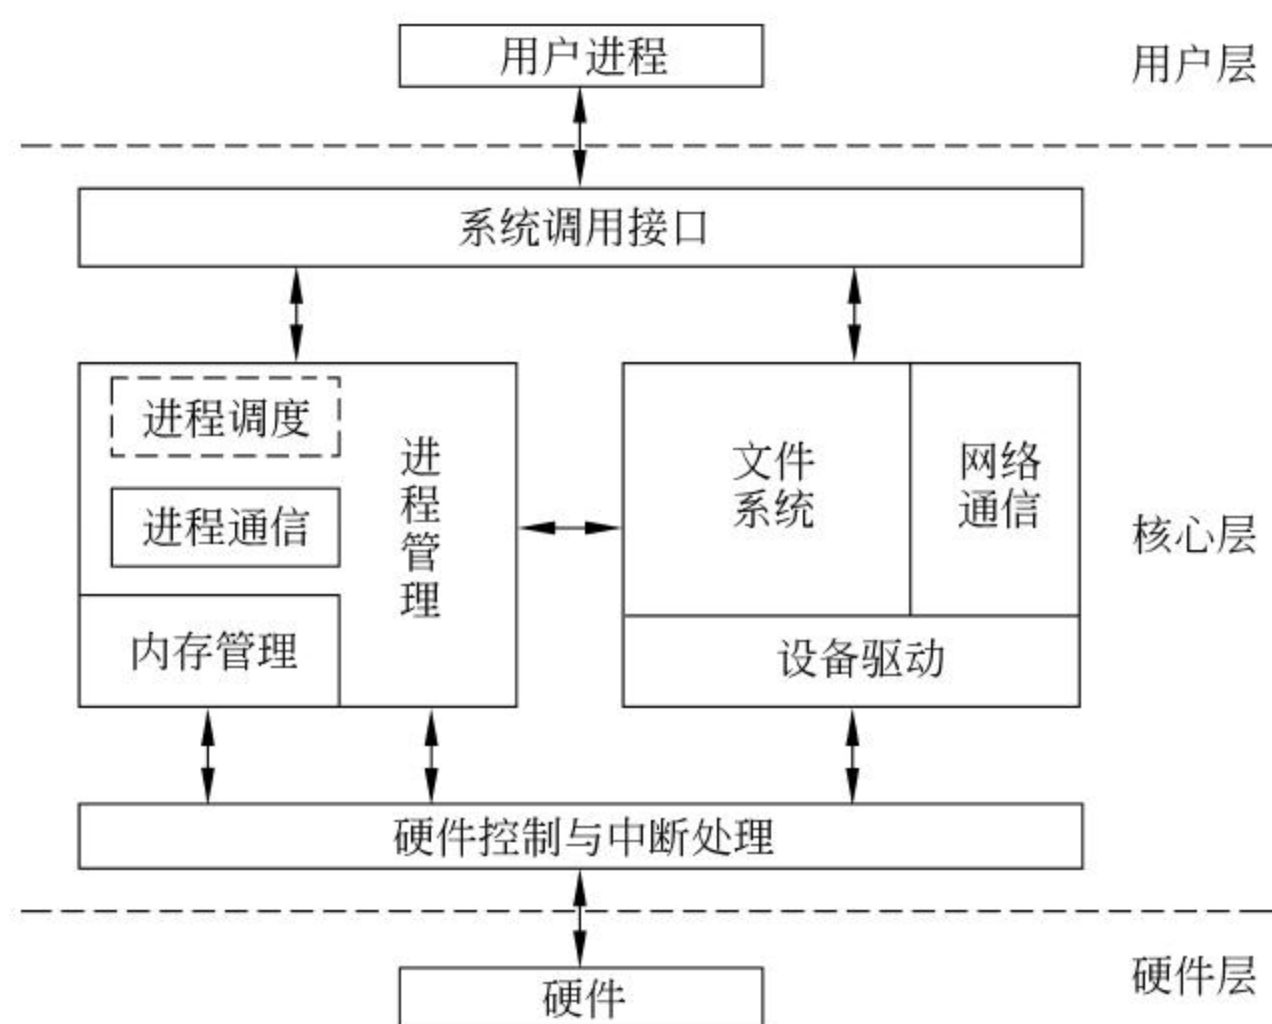 用户进程
用户层
系统调用接口
进程调度
进程通信
内存管理
进程管理
文件
系统
网络
通信
设备驱动
核心层
硬件控制与中断处理
硬件层
硬件